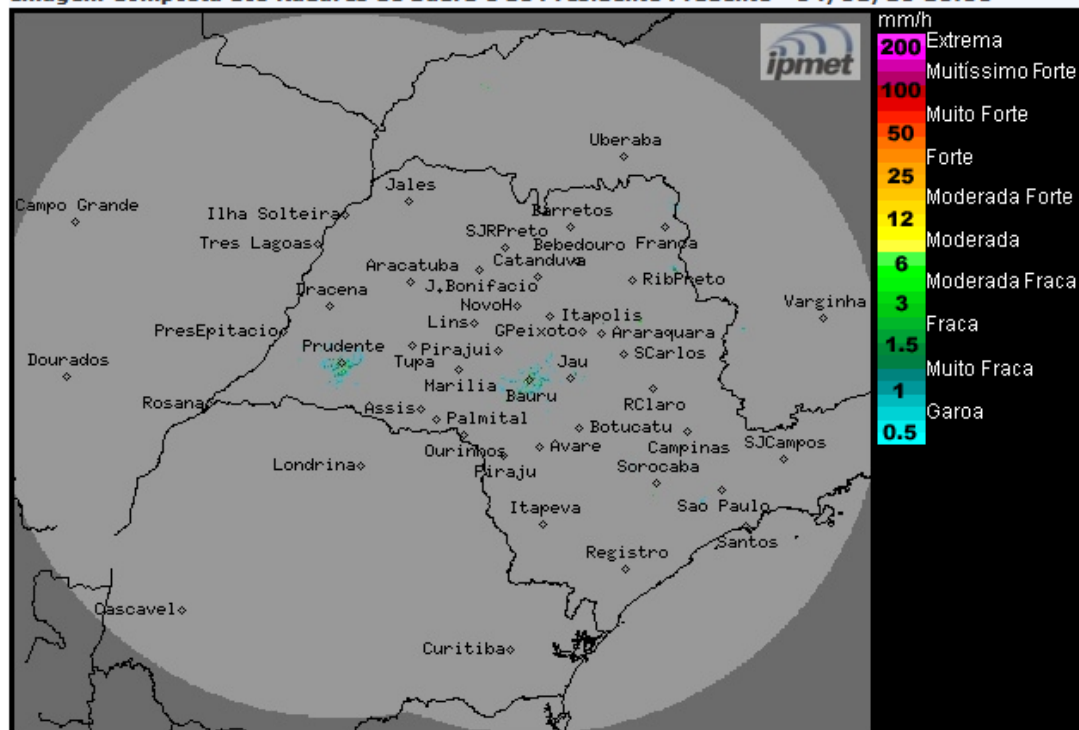 mm/h
200 Extrema
Muitíssimo Forte
100
Muito Forte
50
Forte
25
Moderada Forte
12
Moderada
6
Moderada Fraca
3
Fraca
1.5
Muito Fraca
1
Garoa
0.5
ipmet
Uberaba
Jales
Campo Grande
Ilha Solteira
Barretos
Tres Lagoas
SJRPreto
Bebedouro
Franca
Aracatuba
Catanduva
J.Bonifacio
RibPreto
Dracena
NovoH
Itapolis
Varginha
PresEpitacio
Lins
GPeixoto
Araraquara
Prudente
Pirajui
SCarlos
Dourados
Tupa
Jau
Marilia
Bauru
Rosana
Assis
RClaro
Palmital
Botucatu
Ourinhos
Avare
Campinas
SJCampos
Londrina
Piraju
Sorocaba
Itapeva
Sao Paulo
Santos
Registro
Cascavel
Curitiba